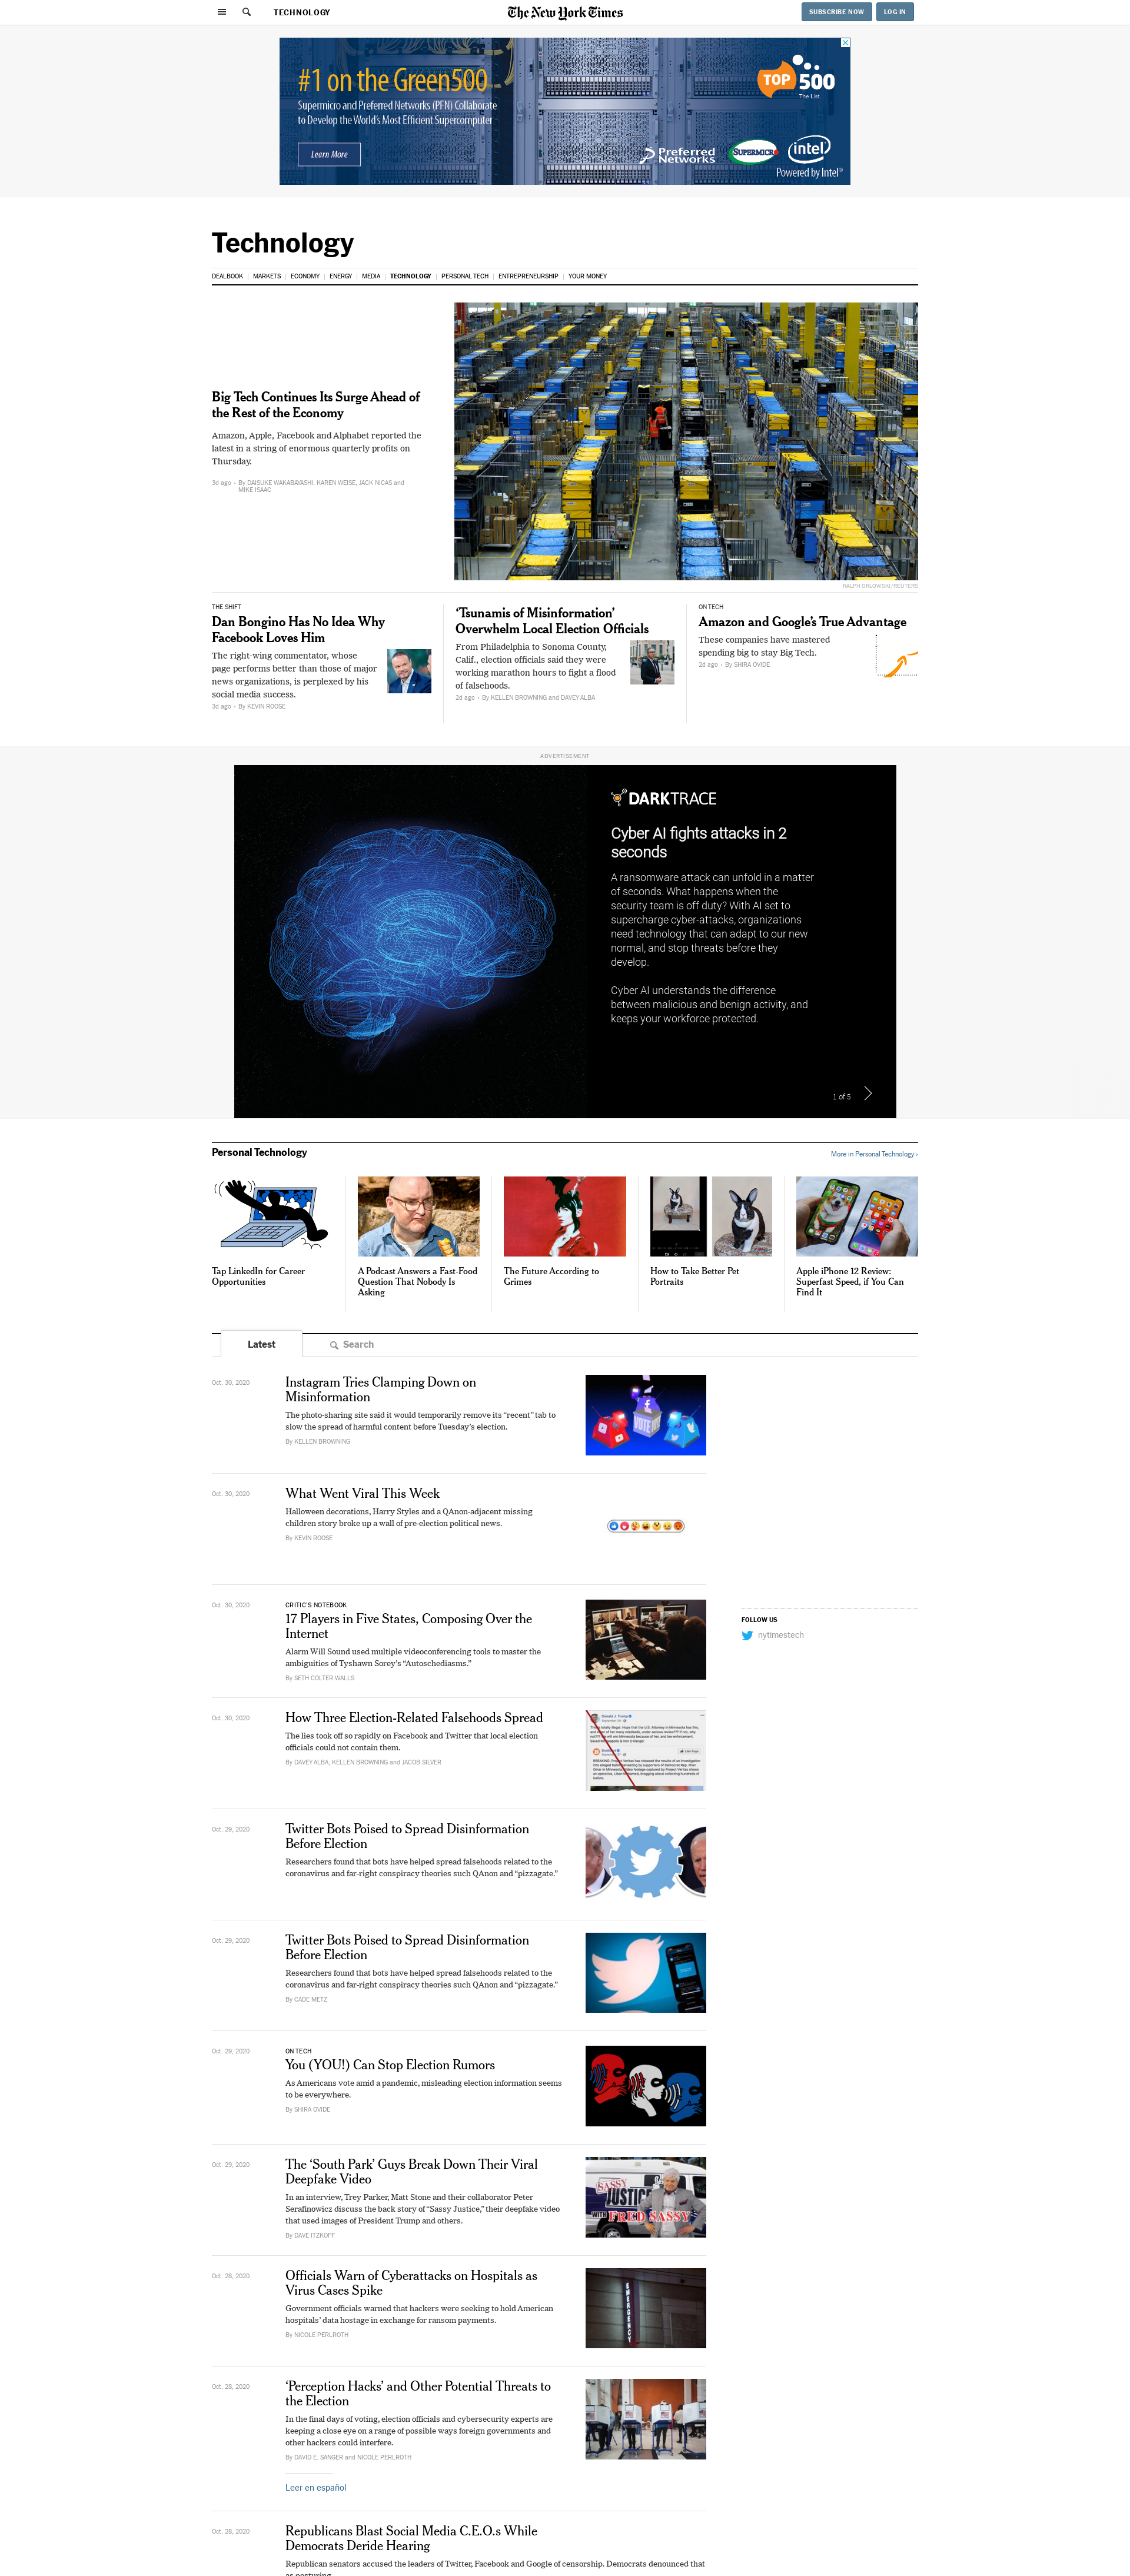 TECHNOLOGY
The New York Times
SUBSCRIBE NOW
LOG IN
#1 on the Green500
Supermicro and Preferred Networks (PFN) Collaborate
to Develop the World's Most Efficient Supercomputer
Learn More
TOP 500
The List.
Preferred Networks
SUPERMICRO
intel
Powered by Intel®
Technology
DEALBOOK
MARKETS
ECONOMY
ENERGY
MEDIA
TECHNOLOGY
PERSONAL TECH
ENTREPRENEURSHIP
YOUR MONEY
Big Tech Continues Its Surge Ahead of
the Rest of the Economy
Amazon, Apple, Facebook and Alphabet reported the
latest in a string of enormous quarterly profits on
Thursday.
3d ago • By DAISUKE WAKABAYASHI, KAREN WEISE, JACK NICAS and
MIKE ISAAC
RALPH ORLOWSKI/REUTERS
THE SHIFT
Dan Bongino Has No Idea Why
Facebook Loves Him
The right-wing commentator, whose
page performs better than those of major
news organizations, is perplexed by his
social media success.
3d ago • By KEVIN ROOSE
‘Tsunamis of Misinformation’
Overwhelm Local Election Officials
From Philadelphia to Sonoma County,
Calif., election officials said they were
working marathon hours to fight a flood
of falsehoods.
2d ago • By KELLEN BROWNING and DAVEY ALBA
ON TECH
Amazon and Google’s True Advantage
These companies have mastered
spending big to stay Big Tech.
2d ago • By SHIRA OVIDE
ADVERTISEMENT
DARKTRACE
Cyber AI fights attacks in 2
seconds
A ransomware attack can unfold in a matter
of seconds. What happens when the
security team is off duty? With AI set to
supercharge cyber-attacks, organizations
need technology that can adapt to our new
normal, and stop threats before they
develop.
Cyber AI understands the difference
between malicious and benign activity, and
keeps your workforce protected.
1 of 5
Personal Technology
More in Personal Technology ›
Tap LinkedIn for Career
Opportunities
A Podcast Answers a Fast-Food
Question That Nobody Is
Asking
The Future According to
Grimes
How to Take Better Pet
Portraits
Apple iPhone 12 Review:
Superfast Speed, if You Can
Find It
Latest
Search
Oct. 30, 2020
Instagram Tries Clamping Down on
Misinformation
The photo-sharing site said it would temporarily remove its “recent” tab to
slow the spread of harmful content before Tuesday’s election.
By KELLEN BROWNING
VOTE
Oct. 30, 2020
What Went Viral This Week
Halloween decorations, Harry Styles and a QAnon-adjacent missing
children story broke up a wall of pre-election political news.
By KEVIN ROOSE
Oct. 30, 2020
CRITIC’S NOTEBOOK
17 Players in Five States, Composing Over the
Internet
Alarm Will Sound used multiple videoconferencing tools to master the
ambiguities of Tyshawn Sorey’s “Autoschediasms.”
By SETH COLTER WALLS
FOLLOW US
nytimestech
Oct. 30, 2020
How Three Election-Related Falsehoods Spread
The lies took off so rapidly on Facebook and Twitter that local election
officials could not contain them.
By DAVEY ALBA, KELLEN BROWNING and JACOB SILVER
Oct. 29, 2020
Twitter Bots Poised to Spread Disinformation
Before Election
Researchers found that bots have helped spread falsehoods related to the
coronavirus and far-right conspiracy theories such QAnon and “pizzagate.”
Oct. 29, 2020
Twitter Bots Poised to Spread Disinformation
Before Election
Researchers found that bots have helped spread falsehoods related to the
coronavirus and far-right conspiracy theories such QAnon and “pizzagate.”
By CADE METZ
Oct. 29, 2020
ON TECH
You (YOU!) Can Stop Election Rumors
As Americans vote amid a pandemic, misleading election information seems
to be everywhere.
By SHIRA OVIDE
Oct. 29, 2020
The ‘South Park’ Guys Break Down Their Viral
Deepfake Video
In an interview, Trey Parker, Matt Stone and their collaborator Peter
Serafinowicz discuss the back story of “Sassy Justice,” their deepfake video
that used images of President Trump and others.
By DAVE ITZKOFF
SASSY
JUSTICE
WITH FRED SASSY
Oct. 28, 2020
Officials Warn of Cyberattacks on Hospitals as
Virus Cases Spike
Government officials warned that hackers were seeking to hold American
hospitals’ data hostage in exchange for ransom payments.
By NICOLE PERLROTH
EMERGENCY
Oct. 28, 2020
‘Perception Hacks’ and Other Potential Threats to
the Election
In the final days of voting, election officials and cybersecurity experts are
keeping a close eye on a range of possible ways foreign governments and
other hackers could interfere.
By DAVID E. SANGER and NICOLE PERLROTH
Leer en español
Oct. 28, 2020
Republicans Blast Social Media C.E.O.s While
Democrats Deride Hearing
Republican senators accused the leaders of Twitter, Facebook and Google of censorship. Democrats denounced that
as posturing.